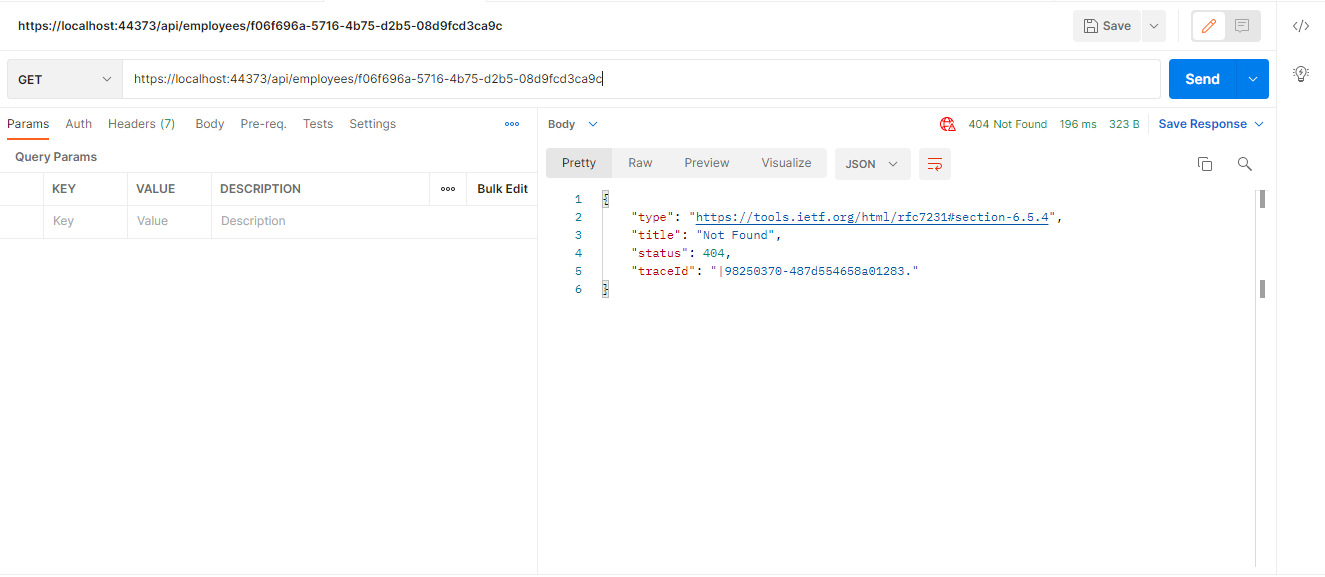 https://localhost:44373/api/employees/f06f696a-5716-4b75-d2b5-08d9fcd3ca9c
Save
GET
https://localhost:44373/api/employees/f06f696a-5716-4b75-d2b5-08d9fcd3ca9c
Send
Params Auth Headers (7) Body Pre-req. Tests Settings
Query Params
KEY VALUE DESCRIPTION Bulk Edit
Key Value Description
Body 404 Not Found 196 ms 323 B Save Response
Pretty Raw Preview Visualize JSON
1 {
2 "type": "https://tools.ietf.org/html/rfc7231#section-6.5.4",
3 "title": "Not Found",
4 "status": 404,
5 "traceId": "|98250370-487d554658a01283."
6 }